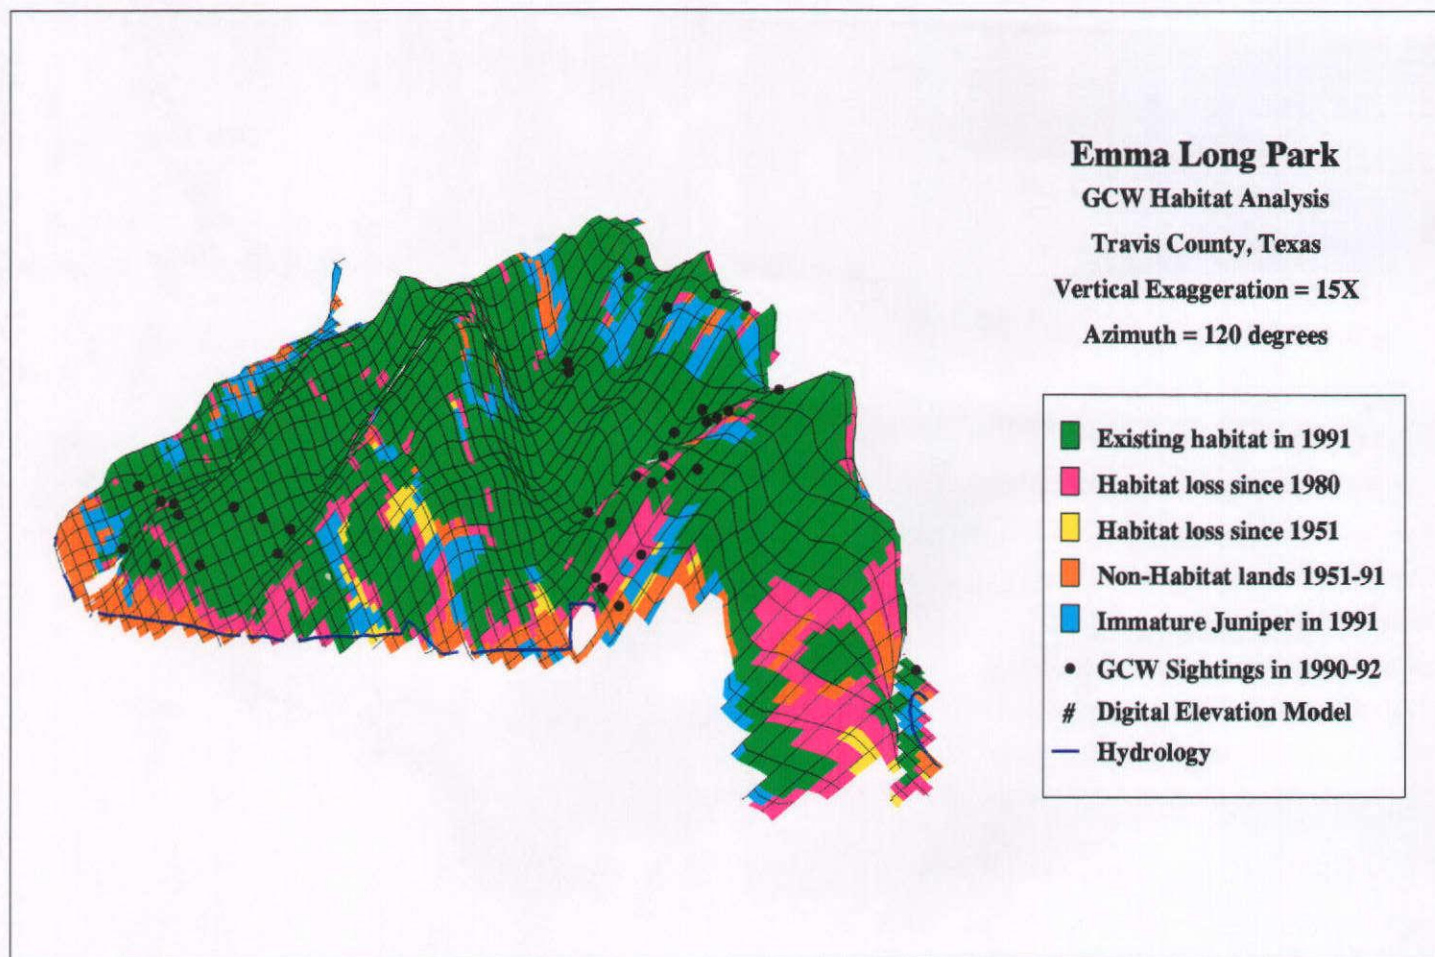 Emma Long Park
GCW Habitat Analysis
Travis County, Texas
Vertical Exaggeration = 15X
Azimuth = 120 degrees
Existing habitat in 1991
Habitat loss since 1980
Habitat loss since 1951
Non-Habitat lands 1951-91
Immature Juniper in 1991
GCW Sightings in 1990-92
# Digital Elevation Model
Hydrology